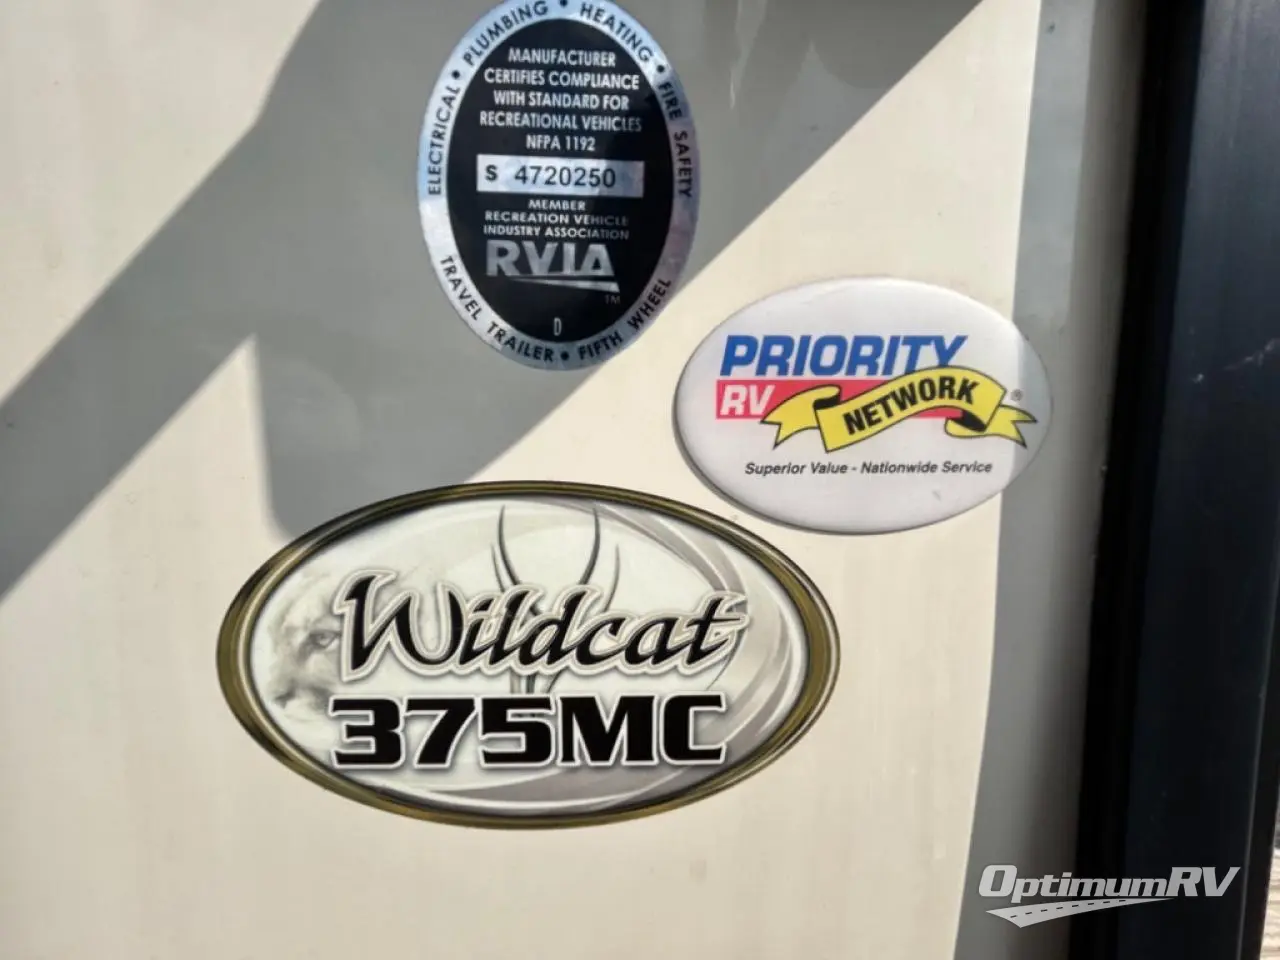 ELECTRICAL • PLUMBING • HEATING • FIRE SAFETY
MANUFACTURER
CERTIFIES COMPLIANCE
WITH STANDARD FOR
RECREATIONAL VEHICLES
NFPA 1192
S 4720250
MEMBER
RECREATION VEHICLE
INDUSTRY ASSOCIATION
RVIA
TM
D
TRAVEL TRAILER • FIFTH WHEEL
PRIORITY
RV NETWORK ®
Superior Value - Nationwide Service
Wildcat
375MC
OptimumRV